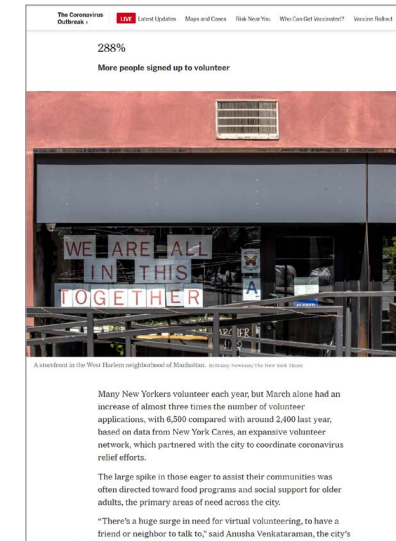 The Coronavirus
Outbreak ›
LIVE Latest Updates Maps and Cases Risk Near You Who Can Get Vaccinated? Vaccine Rollout
288%
More people signed up to volunteer
WE ARE ALL
IN THIS
TOGETHER
A
CLOSED
A storefront in the West Harlem neighborhood of Manhattan. Brittainy Newman/The New York Times
Many New Yorkers volunteer each year, but March alone had an
increase of almost three times the number of volunteer
applications, with 6,500 compared with around 2,400 last year,
based on data from New York Cares, an expansive volunteer
network, which partnered with the city to coordinate coronavirus
relief efforts.
The large spike in those eager to assist their communities was
often directed toward food programs and social support for older
adults, the primary areas of need across the city.
“There’s a huge surge in need for virtual volunteering, to have a
friend or neighbor to talk to,” said Anusha Venkataraman, the city’s